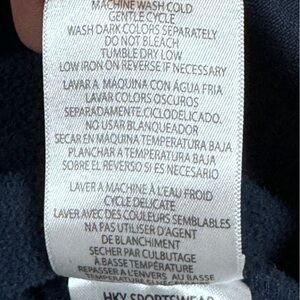 MACHINE WASH COLD
GENTLE CYCLE
WASH DARK COLORS SEPARATELY
DO NOT BLEACH
TUMBLE DRY LOW
LOW IRON ON REVERSE IF NECESSARY
LAVAR A MÁQUINA CON ÁGUA FRIA
LAVAR COLORS OSCUROS
SEPARADAMENTE.CICLODELICADO.
NO USAR BLANQUEADOR
SECAR EN MÁQUINA TEMPERATURA BAJA
PLANCHAR A TEMPERATURA BAJA
SOBRE EL REVERSO SI ES NECESARIO
LAVER A MACHINE À L'EAU FROID
CYCLE DELICATE
LAVER AVEC DES COULEURS SEMBLABLES
NA PAS UTILISER D'AGENT
DE BLANCHIMENT
SECHER PAR CULBUTAGE
À BASSE TEMPÉRATURE
REPASSER A L'ENVERS AU BASSE
HKY SPORTSWEAR